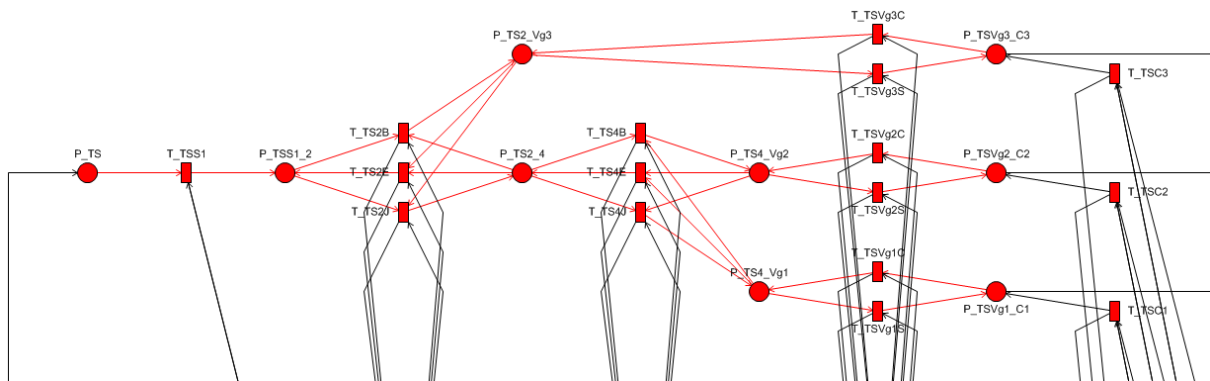 T_TSVg3C
P_TS2_Vg3
P_TSVg3_C3
T_TSC3
T_TSVg3S
T_TS2B
T_TS4B
T_TSVg2C
P_TS
T_TSS1
P_TSS1_2
T_TS2E
P_TS2_4
T_TS4E
P_TS4_Vg2
P_TSVg2_C2
T_TSC2
T_TS2J
T_TS4J
T_TSVg2S
T_TSVg1C
P_TS4_Vg1
P_TSVg1_C1
T_TSC1
T_TSVg1S